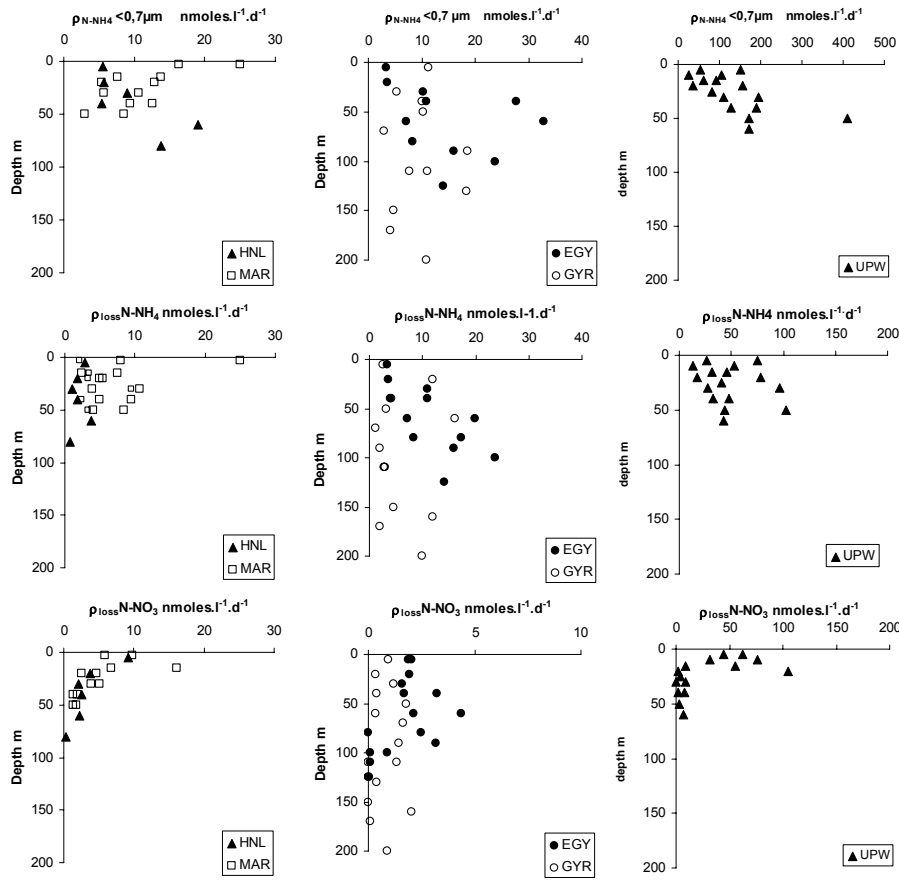 ρN-NH4 <0,7µm nmoles.l-1.d-1
0 10 20 30
0
50
100
150
200
Depth m
HNL
MAR
ρN-NH4 <0,7 µm nmoles.l-1.d-1
0 10 20 30 40
0
50
100
150
200
Depth m
EGY
GYR
ρN-NH4 <0,7µm nmoles.l-1.d-1
0 100 200 300 400 500
0
50
100
150
200
depth m
UPW
ρlossN-NH4 nmoles.l-1.d-1
0 10 20 30
0
50
100
150
200
Depth m
HNL
MAR
ρlossN-NH4 nmoles.l-1.d-1
0 10 20 30 40
0
50
100
150
200
Depth m
EGY
GYR
ρlossN-NH4 nmoles.l-1.d-1
0 50 100 150 200
0
50
100
150
200
depth m
UPW
ρlossN-NO3 nmoles.l-1.d-1
0 10 20 30
0
50
100
150
200
Depth m
HNL
MAR
ρlossN-NO3 nmoles.l-1.d-1
0 5 10
0
50
100
150
200
Depth m
EGY
GYR
ρlossN-NO3 nmoles.l-1.d-1
0 50 100 150 200
0
50
100
150
200
depth m
UPW